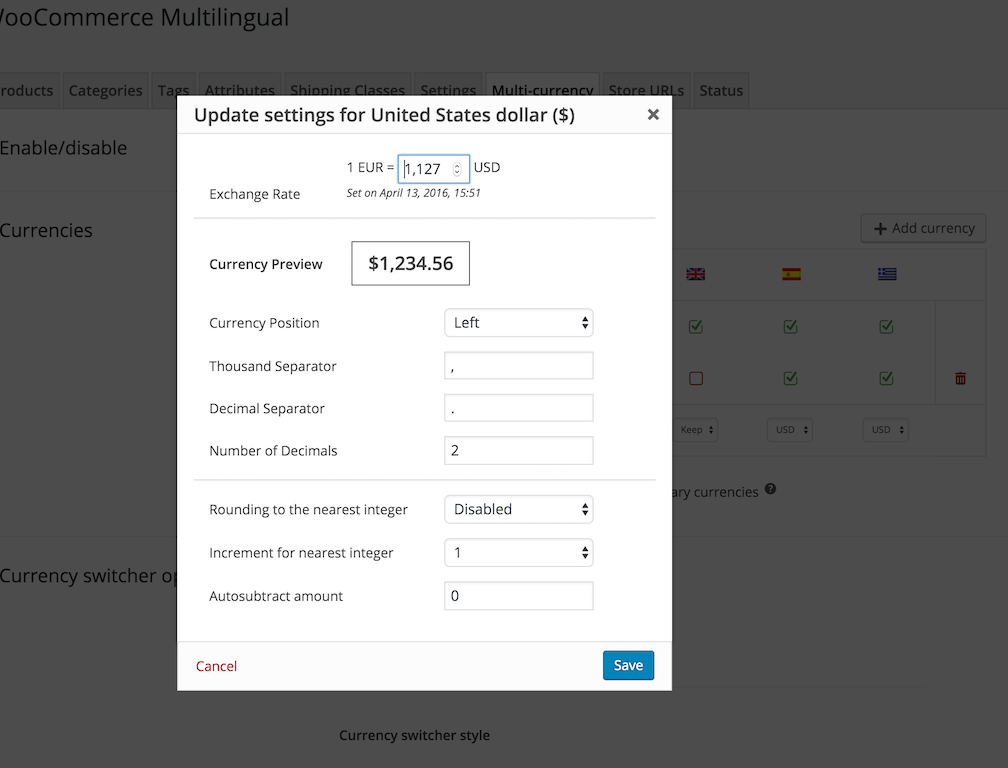 WooCommerce Multilingual
Products Categories Tags Attributes Shipping Classes Settings Multi-currency Store URLs Status
Update settings for United States dollar ($)
Enable/disable
1 EUR = 1,127 USD
Exchange Rate
Set on April 13, 2016, 15:51
Currencies
+ Add currency
Currency Preview
$1,234.56
Currency Position
Left
Thousand Separator
,
Decimal Separator
.
Keep
USD
USD
Number of Decimals
2
ary currencies
Rounding to the nearest integer
Disabled
Increment for nearest integer
1
Currency switcher op
Autosubtract amount
0
Cancel
Save
Currency switcher style